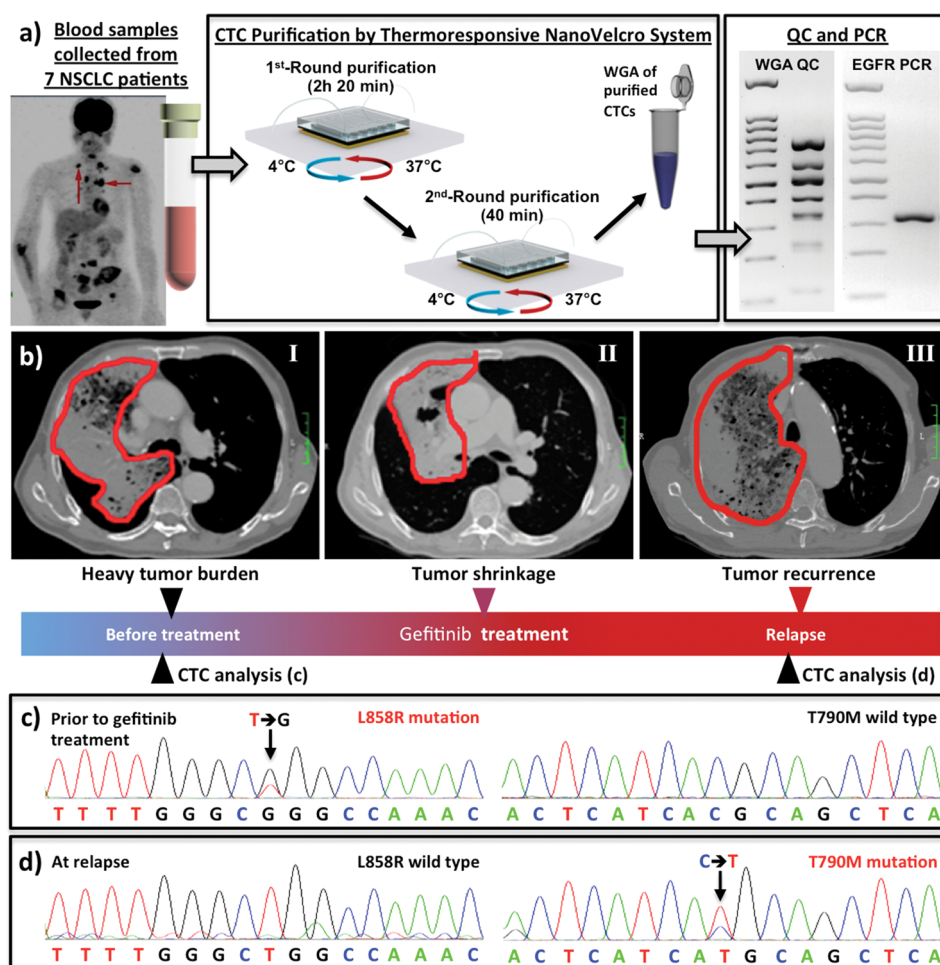 a) Blood samples
collected from
7 NSCLC patients
CTC Purification by Thermoresponsive NanoVelcro System
1st-Round purification
(2h 20 min)
4°C 37°C
2nd-Round purification
(40 min)
4°C 37°C
WGA of
purified
CTCs
QC and PCR
WGA QC EGFR PCR
b) I II III
R L
Heavy tumor burden Tumor shrinkage Tumor recurrence
Before treatment Gefitinib treatment Relapse
CTC analysis (c) CTC analysis (d)
c) Prior to gefitinib
treatment
T→G L858R mutation T790M wild type
T T T T G G G C G G G C C A A A C A C T C A T C A C G C A G C T C A
d) At relapse L858R wild type C→T T790M mutation
T T T T G G G C T G G C C A A A C A C T C A T C A T G C A G C T C A